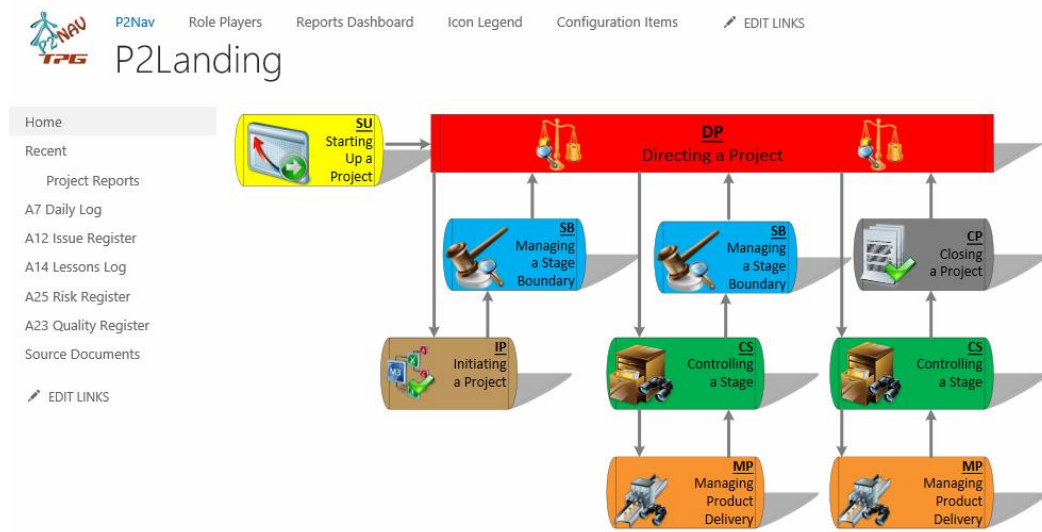 P2NAV
TPG
P2Nav Role Players Reports Dashboard Icon Legend Configuration Items EDIT LINKS
P2Landing
Home
Recent
Project Reports
A7 Daily Log
A12 Issue Register
A14 Lessons Log
A25 Risk Register
A23 Quality Register
Source Documents
EDIT LINKS
SU
Starting
Up a
Project
DP
Directing a Project
SB
Managing
a Stage
Boundary
SB
Managing
a Stage
Boundary
CP
Closing
a Project
IP
Initiating
a Project
CS
Controlling
a Stage
CS
Controlling
a Stage
MP
Managing
Product
Delivery
MP
Managing
Product
Delivery